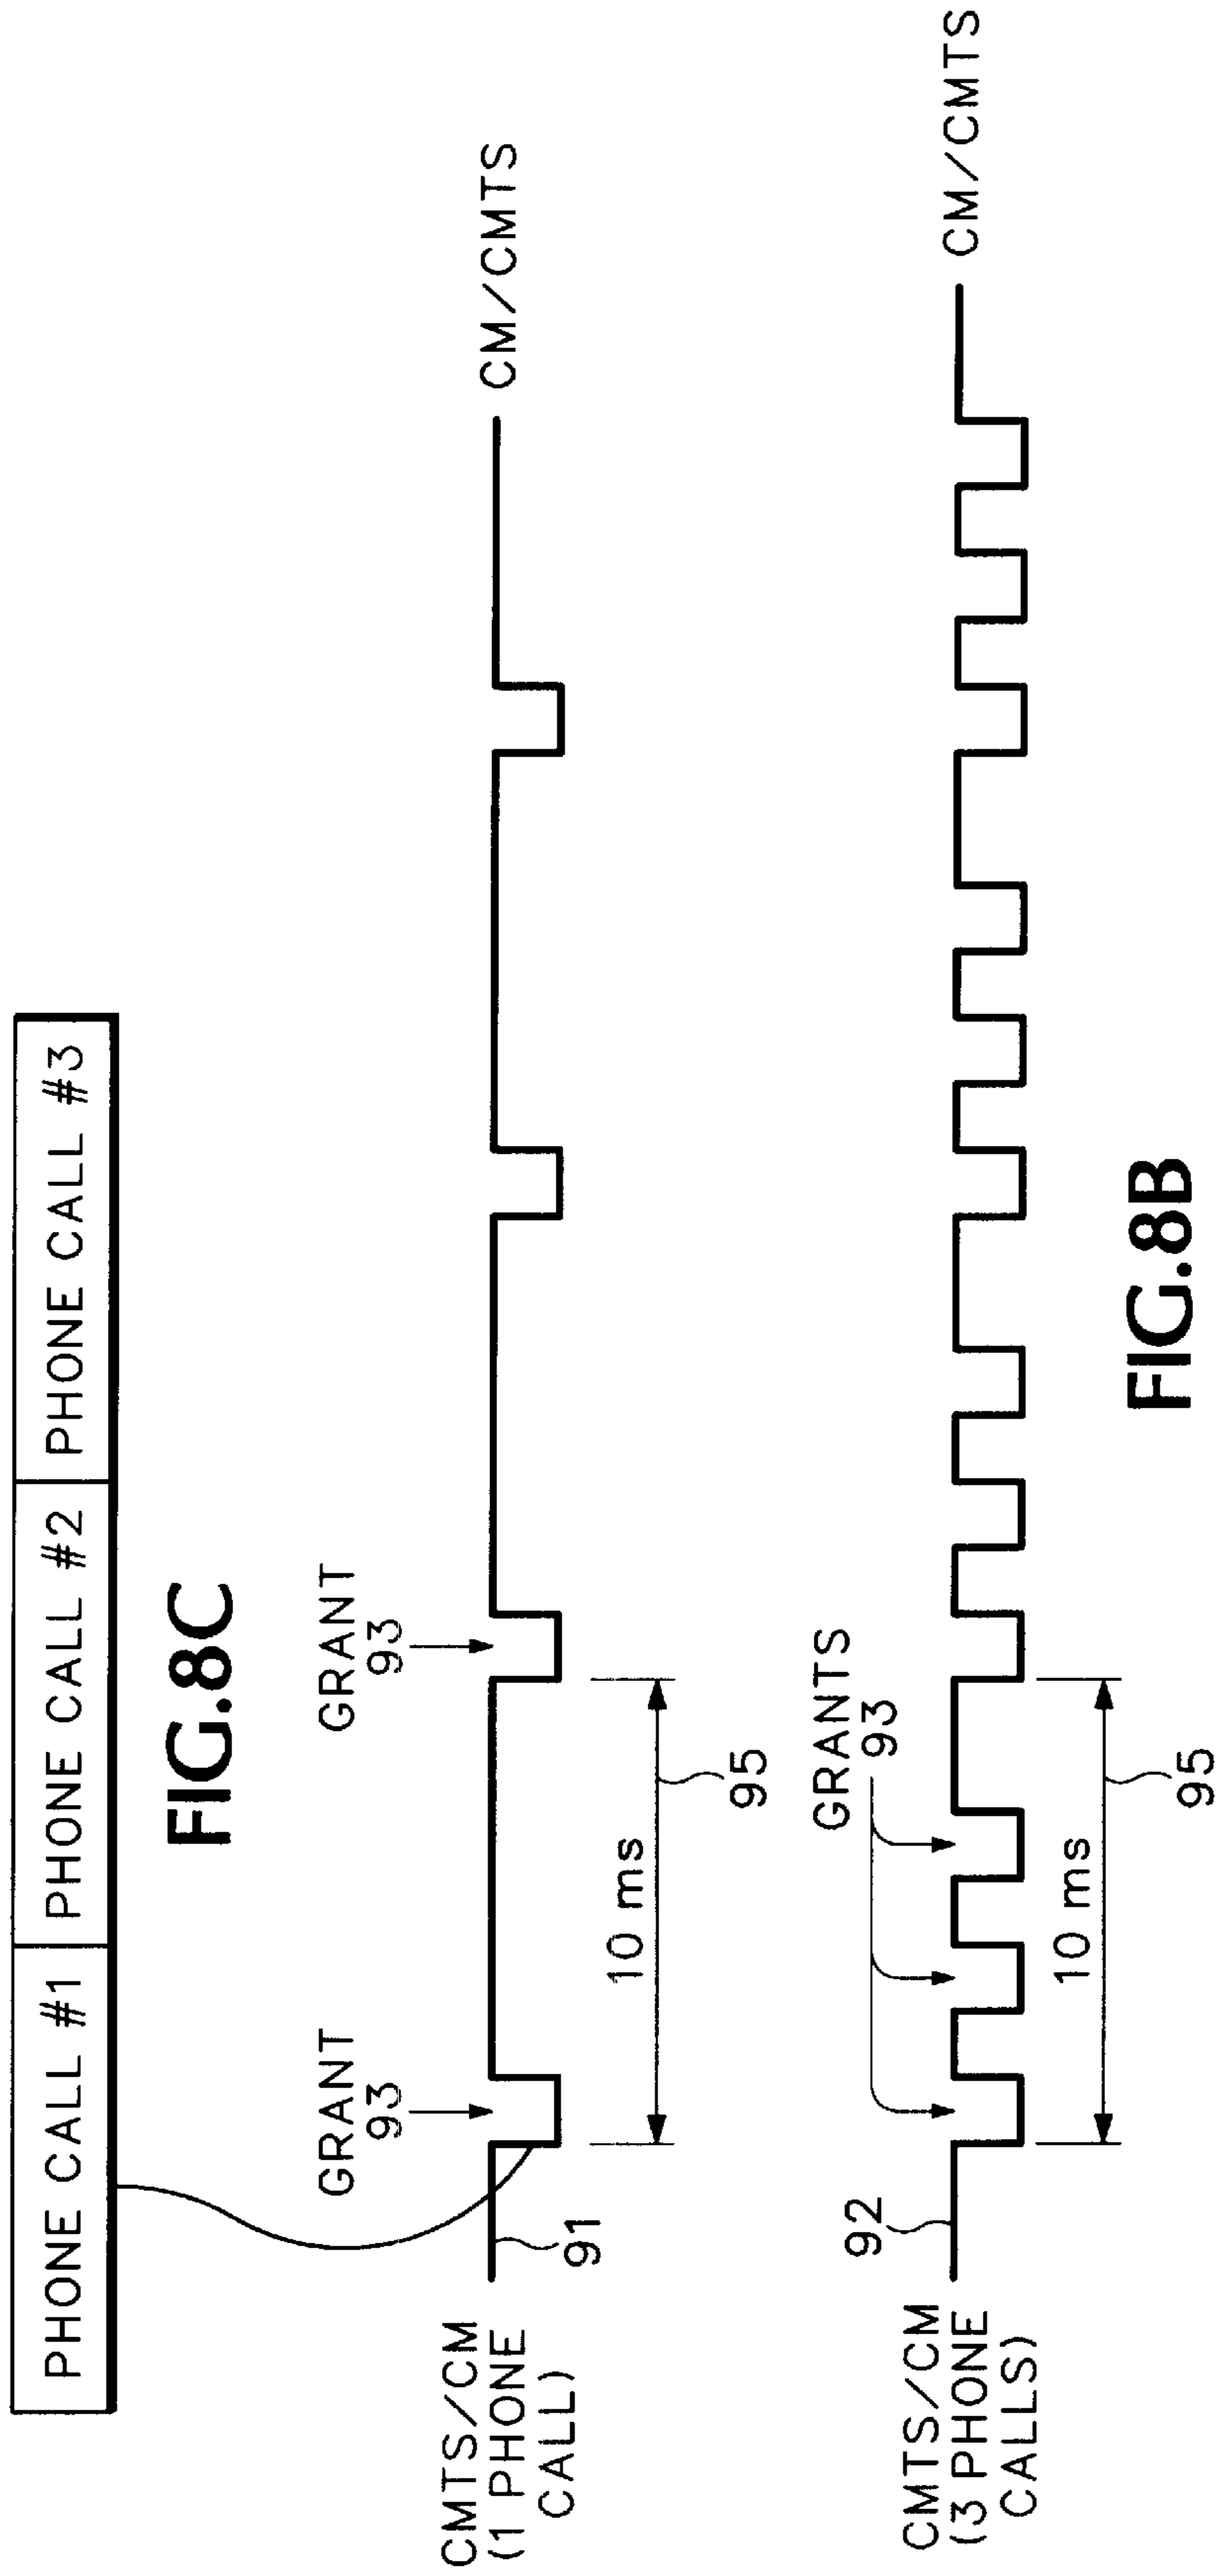 PHONE CALL #1
PHONE CALL #2
PHONE CALL #3
FIG.8C
GRANT
93
GRANT
93
CMTS/CM
(1 PHONE
CALL)
91
CM/CMTS
10 ms
95
GRANTS
93
92
CMTS/CM
(3 PHONE
CALLS)
CM/CMTS
10 ms
95
FIG.8B